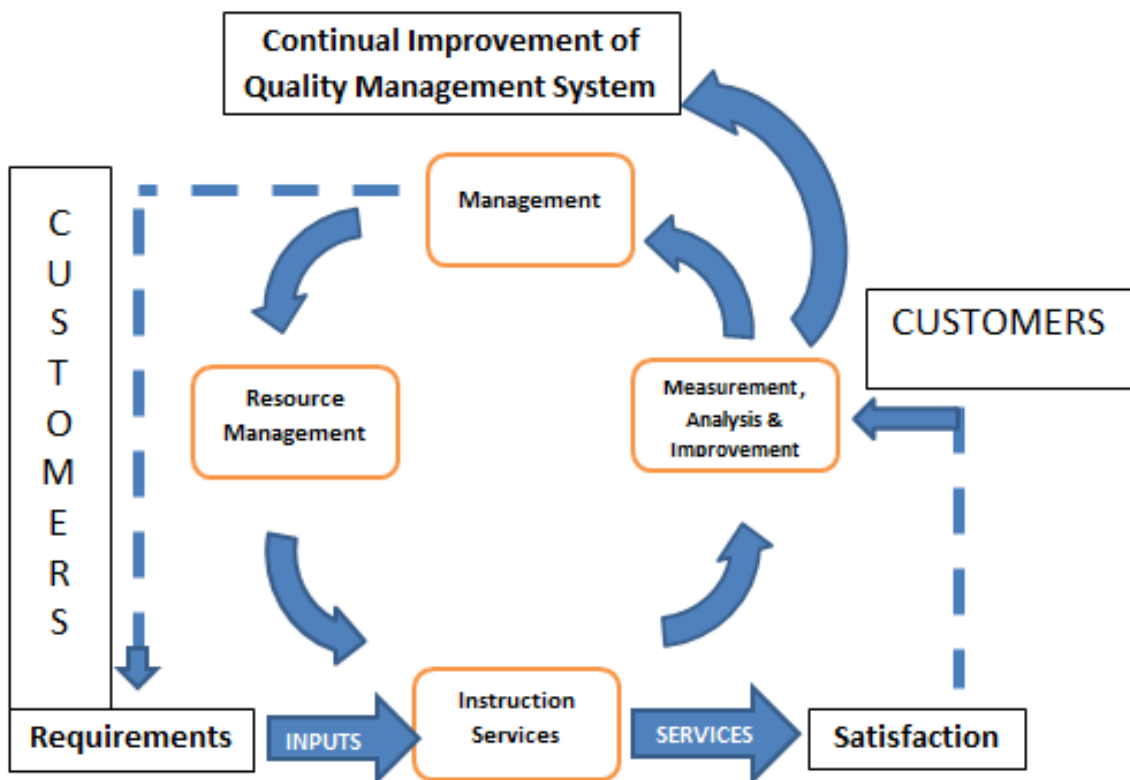 Continual Improvement of
Quality Management System
Management
CUSTOMERS
CUSTOMERS
Resource
Management
Measurement,
Analysis &
Improvement
Instruction
Services
Requirements
INPUTS
SERVICES
Satisfaction